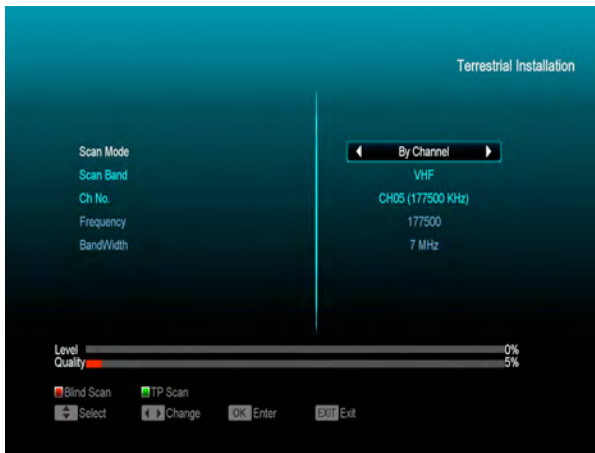 Terrestrial Installation
Scan Mode By Channel
Scan Band VHF
Ch No. CH05 (177500 KHz)
Frequency 177500
BandWidth 7 MHz
Level 0%
Quality 5%
Blind Scan TP Scan
Select Change OK Enter EXIT Exit